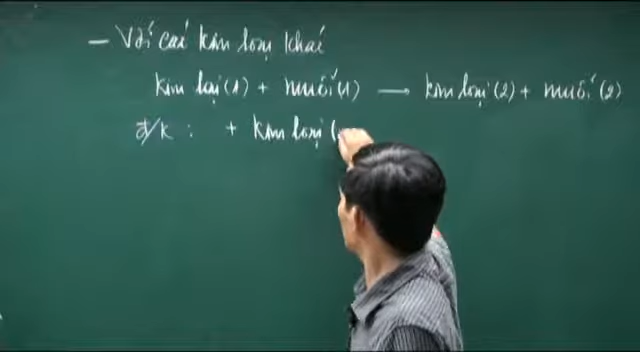 - Với các kim loại khác
kim loại (1) + muối (1) → kim loại (2) + muối (2)
đ/k : + kim loại (